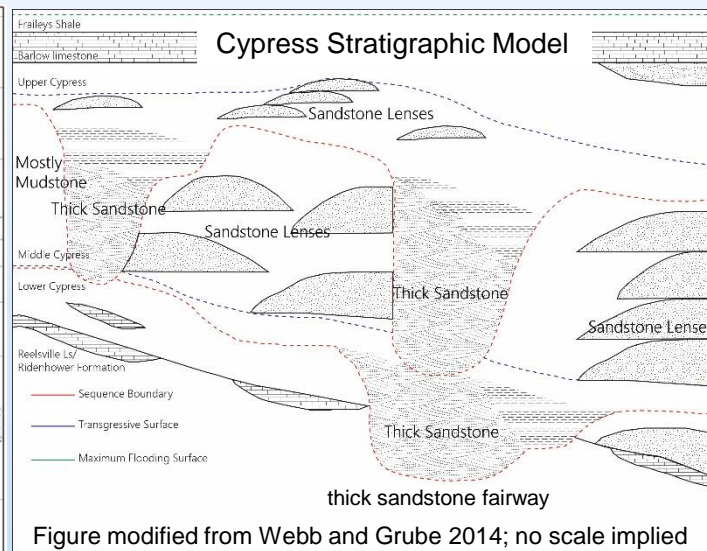 Cypress Stratigraphic Model
Fraileys Shale
Barlow limestone
Upper Cypress
Sandstone Lenses
Mostly
Mudstone
Thick Sandstone
Sandstone Lenses
Middle Cypress
Lower Cypress
Thick Sandstone
Sandstone Lense
Reelsville Ls/
Ridenhower Formation
Sequence Boundary
Transgressive Surface
Thick Sandstone
Maximum Flooding Surface
thick sandstone fairway
Figure modified from Webb and Grube 2014; no scale implied